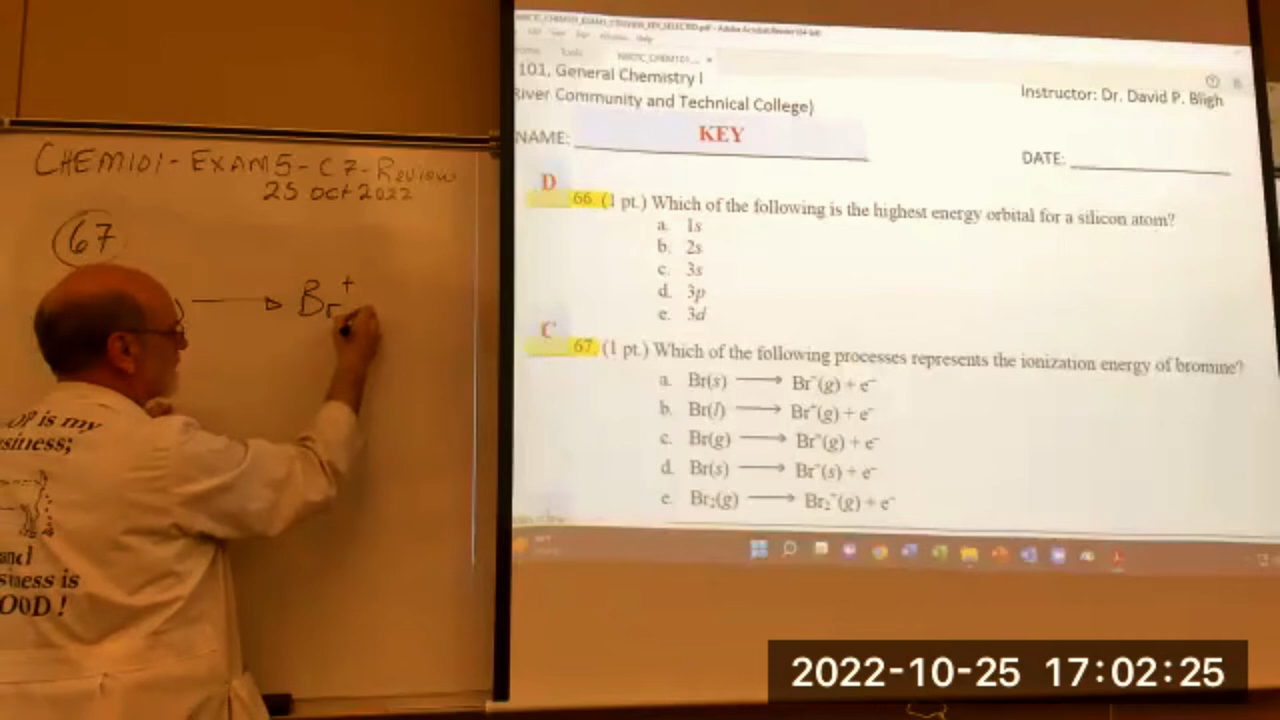 CHEM101 - EXAM5 - C7 - Review
25 Oct 2022
67
Br+
OP is my
siness;
and
siness is
OOD!
101, General Chemistry I
River Community and Technical College)
Instructor: Dr. David P. Bligh
NAME: KEY
DATE:
D
66. (1 pt.) Which of the following is the highest energy orbital for a silicon atom?
a. 1s
b. 2s
c. 3s
d. 3p
e. 3d
C
67. (1 pt.) Which of the following processes represents the ionization energy of bromine?
a. Br(s) ⟶ Br⁺(g) + e⁻
b. Br(l) ⟶ Br⁺(g) + e⁻
c. Br(g) ⟶ Br⁺(g) + e⁻
d. Br(s) ⟶ Br⁺(s) + e⁻
e. Br₂(g) ⟶ Br₂⁺(g) + e⁻
2022-10-25 17:02:25